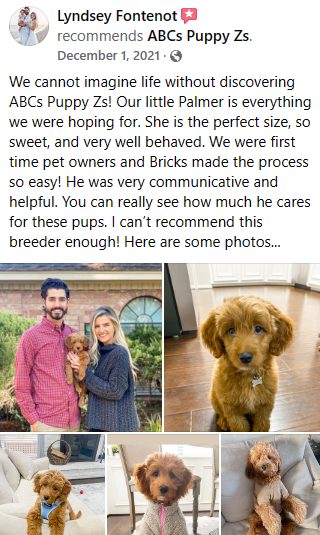 Lyndsey Fontenot
recommends ABCs Puppy Zs.
December 1, 2021 ·
We cannot imagine life without discovering
ABCs Puppy Zs! Our little Palmer is everything
we were hoping for. She is the perfect size, so
sweet, and very well behaved. We were first
time pet owners and Bricks made the process
so easy! He was very communicative and
helpful. You can really see how much he cares
for these pups. I can’t recommend this
breeder enough! Here are some photos...